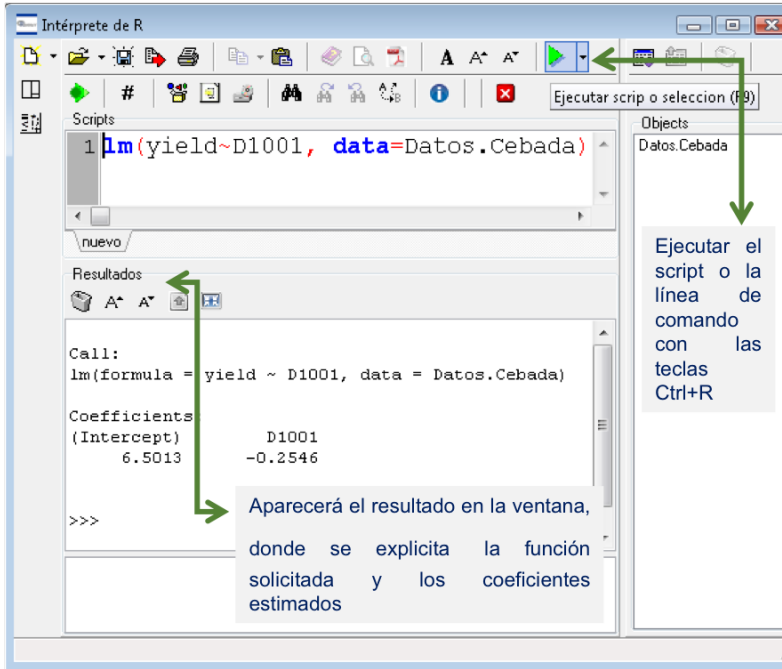 Intérprete de R
A A A
#
Ejecutar scrip o seleccion (F9)
Scripts
1 lm(yield~D1001, data=Datos.Cebada)
nuevo
Objects
Datos.Cebada
Ejecutar el
script o la
línea de
comando
con las
teclas
Ctrl+R
Resultados
A A
Call:
lm(formula = yield ~ D1001, data = Datos.Cebada)
Coefficients:
(Intercept) D1001
6.5013 -0.2546
>>>
Aparecerá el resultado en la ventana,
donde se explicita la función
solicitada y los coeficientes
estimados